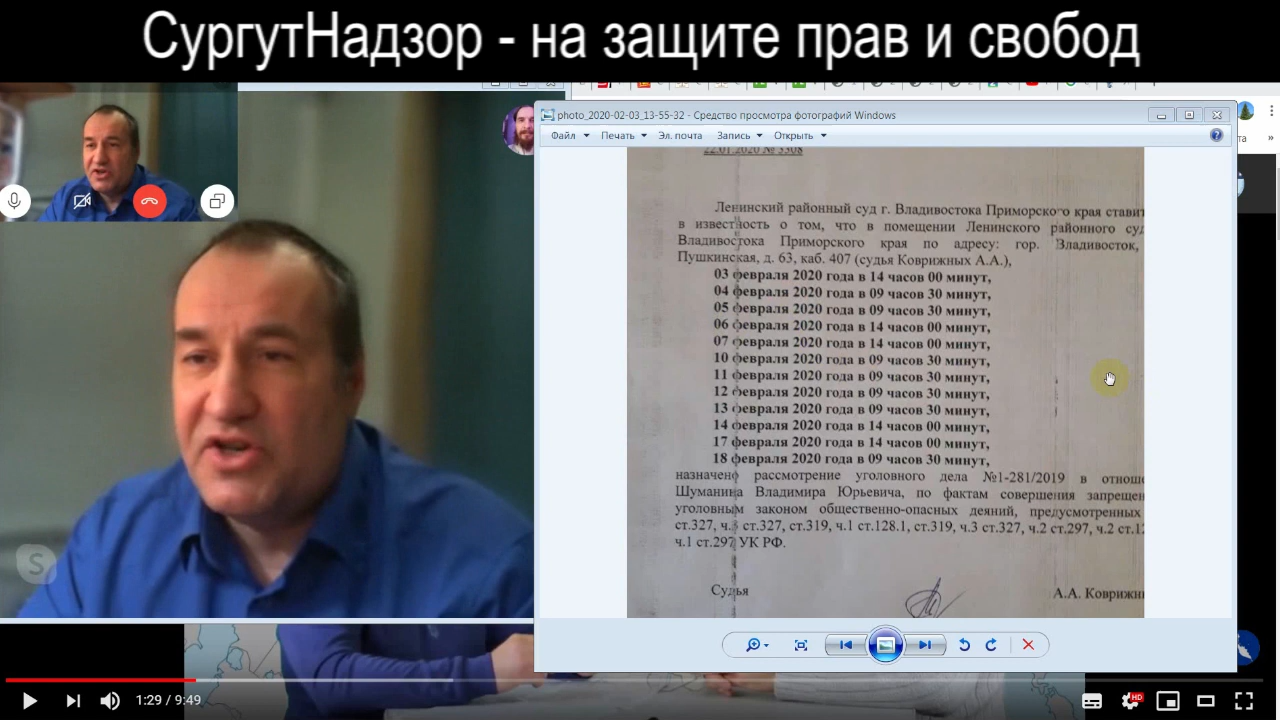 СургутНадзор - на защите прав и свобод
photo_2020-02-03_13-55-32 - Средство просмотра фотографий Windows
Файл Печать Эл. почта Запись Открыть
22.01.2020 № 3308
Ленинский районный суд г. Владивостока Приморского края ставит
в известность о том, что в помещении Ленинского районного суд
Владивостока Приморского края по адресу: гор. Владивосток,
Пушкинская, д. 63, каб. 407 (судья Коврижных А.А.),
03 февраля 2020 года в 14 часов 00 минут,
04 февраля 2020 года в 09 часов 30 минут,
05 февраля 2020 года в 09 часов 30 минут,
06 февраля 2020 года в 14 часов 00 минут,
07 февраля 2020 года в 14 часов 00 минут,
10 февраля 2020 года в 09 часов 30 минут,
11 февраля 2020 года в 09 часов 30 минут,
12 февраля 2020 года в 09 часов 30 минут,
13 февраля 2020 года в 09 часов 30 минут,
14 февраля 2020 года в 14 часов 00 минут,
17 февраля 2020 года в 14 часов 00 минут,
18 февраля 2020 года в 09 часов 30 минут,
назначено рассмотрение уголовного дела №1-281/2019 в отноше
Шуманина Владимира Юрьевича, по фактам совершения запрещен
уголовным законом общественно-опасных деяний, предусмотренных
ст.327, ч.3 ст.327, ст.319, ч.1 ст.128.1, ст.319, ч.3 ст.327, ч.2 ст.297, ч.2 ст.12
ч.1 ст.297 УК РФ.
Судья А.А. Коврижн
1:29 / 9:49
HD